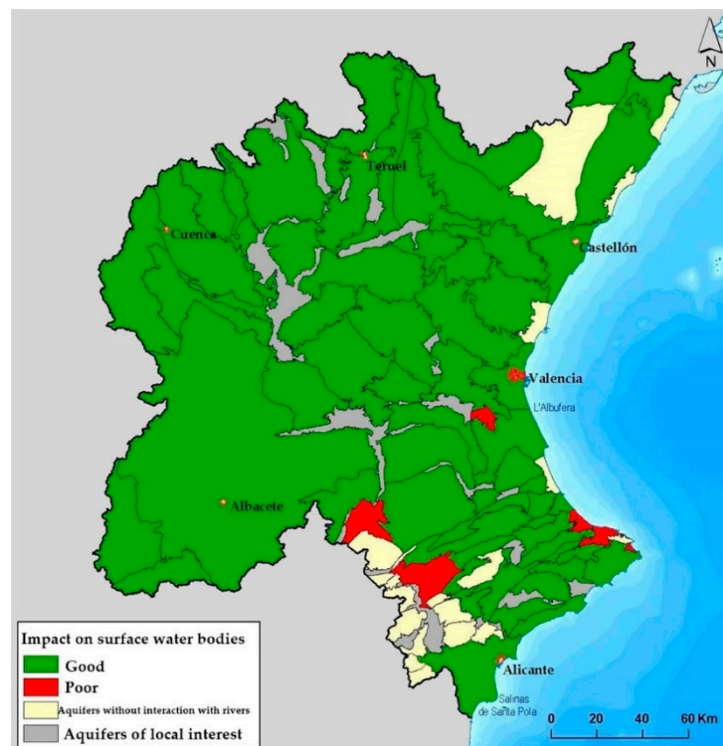 N
Teruel
Cuenca
Castellón
Valencia
L'Albufera
Albacete
Alicante
Salinas
de Santa Pola
Impact on surface water bodies
Good
Poor
Aquifers without interaction with rivers
Aquifers of local interest
0 20 40 60 Km